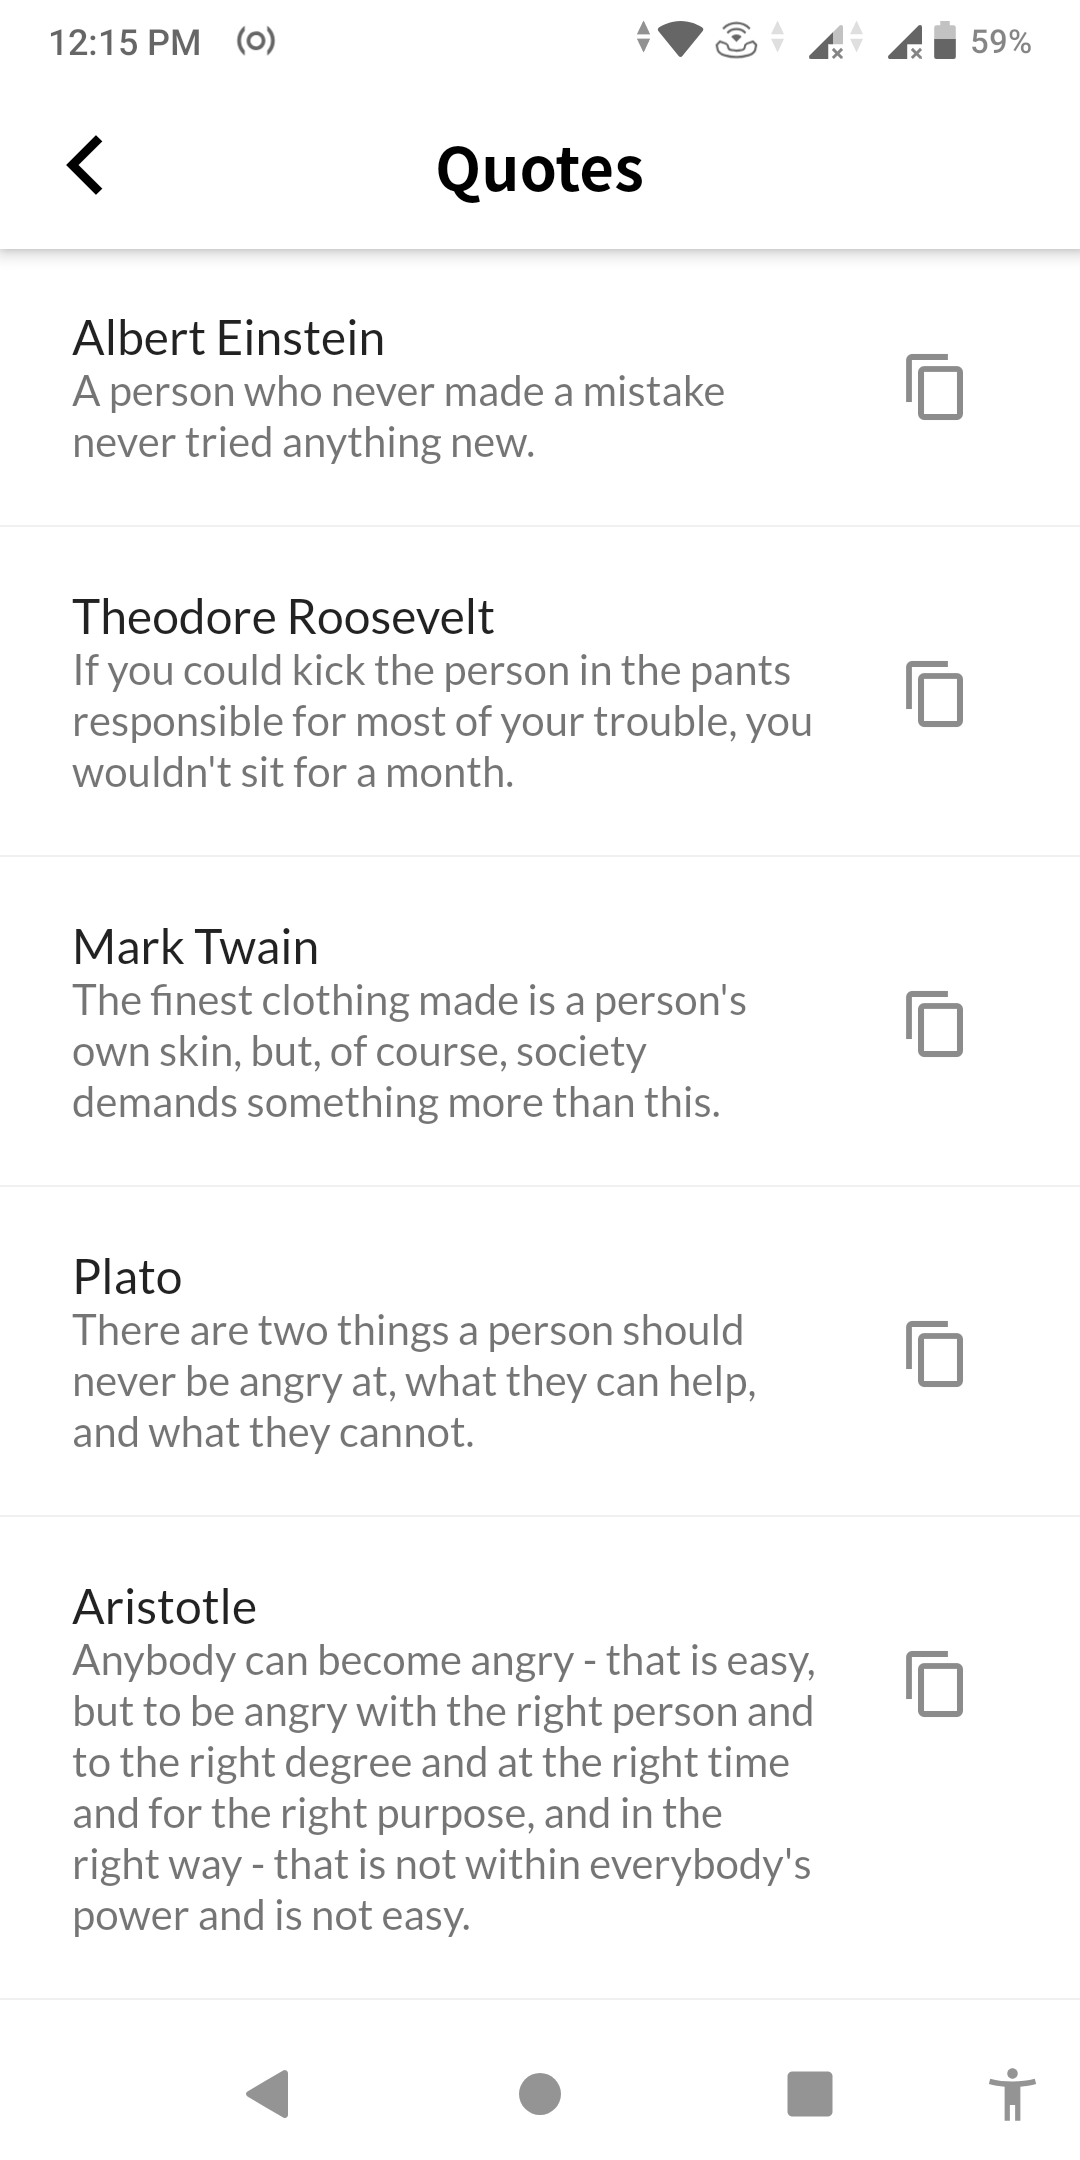 12:15 PM
59%
Quotes
Albert Einstein
A person who never made a mistake
never tried anything new.
Theodore Roosevelt
If you could kick the person in the pants
responsible for most of your trouble, you
wouldn't sit for a month.
Mark Twain
The finest clothing made is a person's
own skin, but, of course, society
demands something more than this.
Plato
There are two things a person should
never be angry at, what they can help,
and what they cannot.
Aristotle
Anybody can become angry - that is easy,
but to be angry with the right person and
to the right degree and at the right time
and for the right purpose, and in the
right way - that is not within everybody's
power and is not easy.